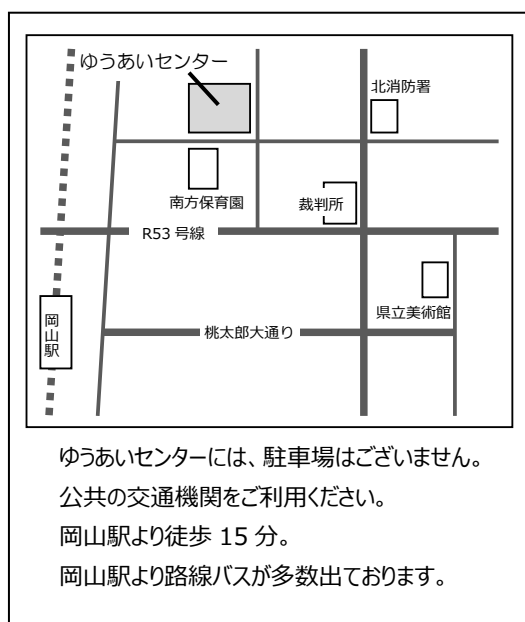 ゆうあいセンター
北消防署
南方保育園
裁判所
R53 号線
県立美術館
岡山駅
桃太郎大通り
ゆうあいセンターには、駐車場はございません。
公共の交通機関をご利用ください。
岡山駅より徒歩 15 分。
岡山駅より路線バスが多数出ております。